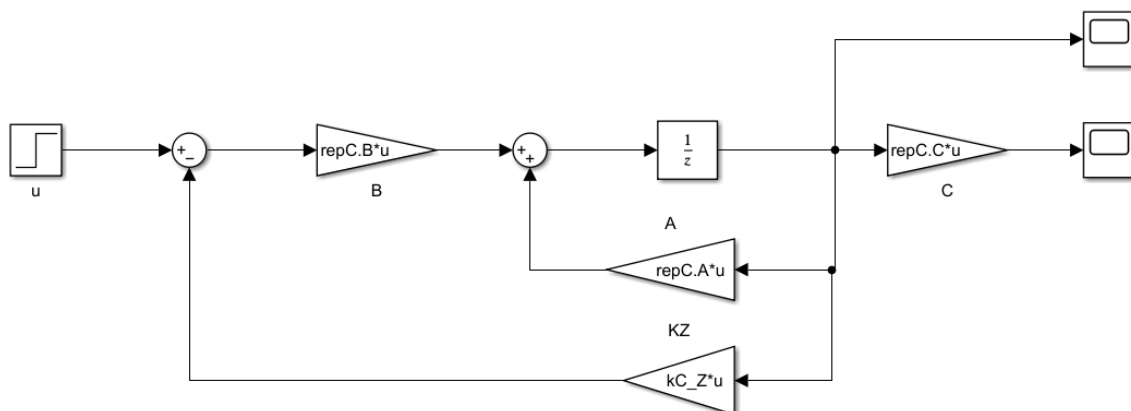 +
−
repC.B*u
+
+
1
z
repC.C*u
u
B
C
A
repC.A*u
KZ
kC_Z*u